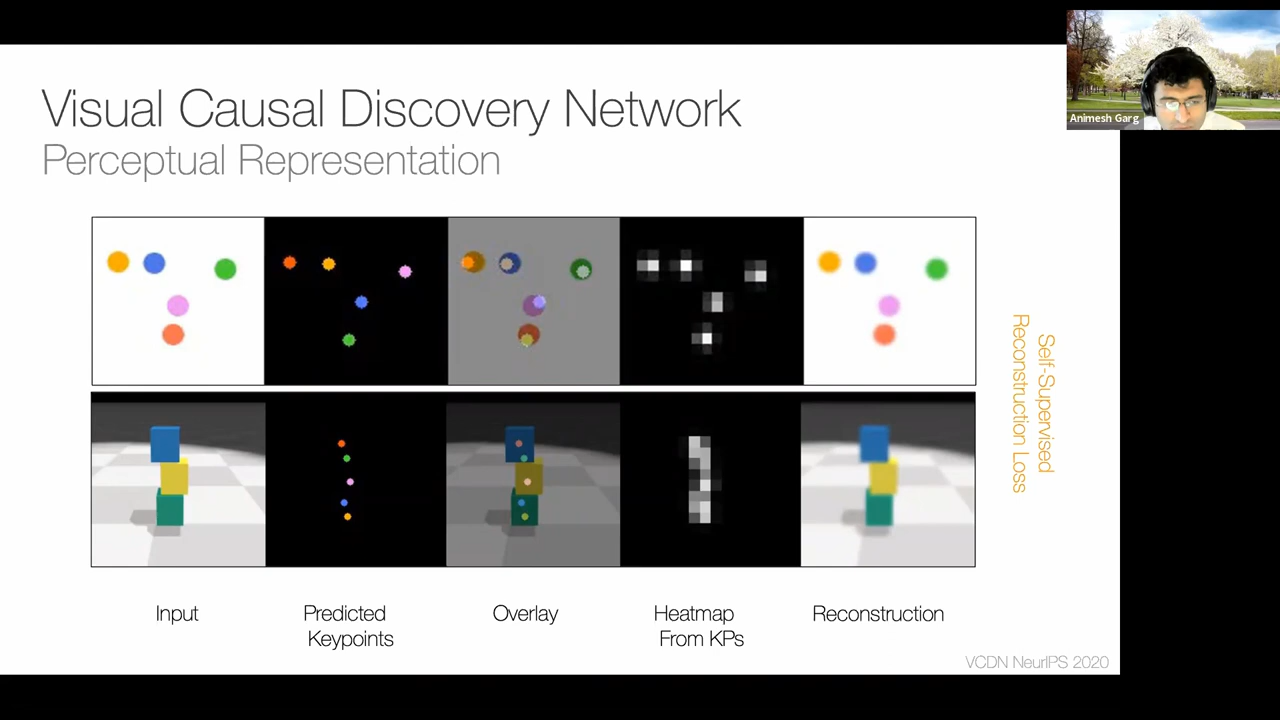 Visual Causal Discovery Network
Perceptual Representation
Animesh Garg
Self-Supervised
Reconstruction Loss
Input
Predicted
Keypoints
Overlay
Heatmap
From KPs
Reconstruction
VCDN NeurIPS 2020